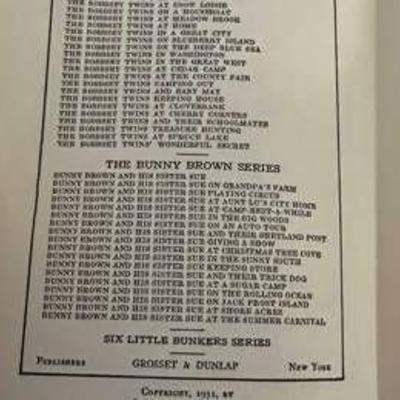 THE BOBBSEY TWINS AT SNOW LODGE
THE BOBBSEY TWINS ON A HOUSEBOAT
THE BOBBSEY TWINS AT MEADOW BROOK
THE BOBBSEY TWINS AT HOME
THE BOBBSEY TWINS IN A GREAT CITY
THE BOBBSEY TWINS ON BLUEBERRY ISLAND
THE BOBBSEY TWINS ON THE DEEP BLUE SEA
THE BOBBSEY TWINS IN WASHINGTON
THE BOBBSEY TWINS IN THE GREAT WEST
THE BOBBSEY TWINS AT CEDAR CAMP
THE BOBBSEY TWINS AT THE COUNTY FAIR
THE BOBBSEY TWINS CAMPING OUT
THE BOBBSEY TWINS AND BABY MAY
THE BOBBSEY TWINS KEEPING HOUSE
THE BOBBSEY TWINS AT CLOVERBANK
THE BOBBSEY TWINS AT CHERRY CORNERS
THE BOBBSEY TWINS AND THEIR SCHOOLMATES
THE BOBBSEY TWINS TREASURE HUNTING
THE BOBBSEY TWINS AT SPRUCE LAKE
THE BOBBSEY TWINS' WONDERFUL SECRET
THE BUNNY BROWN SERIES
BUNNY BROWN AND HIS SISTER SUE
BUNNY BROWN AND HIS SISTER SUE ON GRANDPA'S FARM
BUNNY BROWN AND HIS SISTER SUE PLAYING CIRCUS
BUNNY BROWN AND HIS SISTER SUE AT AUNT LU'S CITY HOME
BUNNY BROWN AND HIS SISTER SUE AT CAMP-REST-A-WHILE
BUNNY BROWN AND HIS SISTER SUE IN THE BIG WOODS
BUNNY BROWN AND HIS SISTER SUE ON AN AUTO TOUR
BUNNY BROWN AND HIS SISTER SUE AND THEIR SHETLAND PONY
BUNNY BROWN AND HIS SISTER SUE GIVING A SHOW
BUNNY BROWN AND HIS SISTER SUE AT CHRISTMAS TREE COVE
BUNNY BROWN AND HIS SISTER SUE IN THE SUNNY SOUTH
BUNNY BROWN AND HIS SISTER SUE KEEPING STORE
BUNNY BROWN AND HIS SISTER SUE AND THEIR TRICK DOG
BUNNY BROWN AND HIS SISTER SUE AT A SUGAR CAMP
BUNNY BROWN AND HIS SISTER SUE ON THE ROLLING OCEAN
BUNNY BROWN AND HIS SISTER SUE ON JACK FROST ISLAND
BUNNY BROWN AND HIS SISTER SUE AT SHORE ACRES
BUNNY BROWN AND HIS SISTER SUE AT THE SUMMER CARNIVAL
SIX LITTLE BUNKERS SERIES
PUBLISHERS GROSSET & DUNLAP NEW YORK
COPYRIGHT, 1931, BY